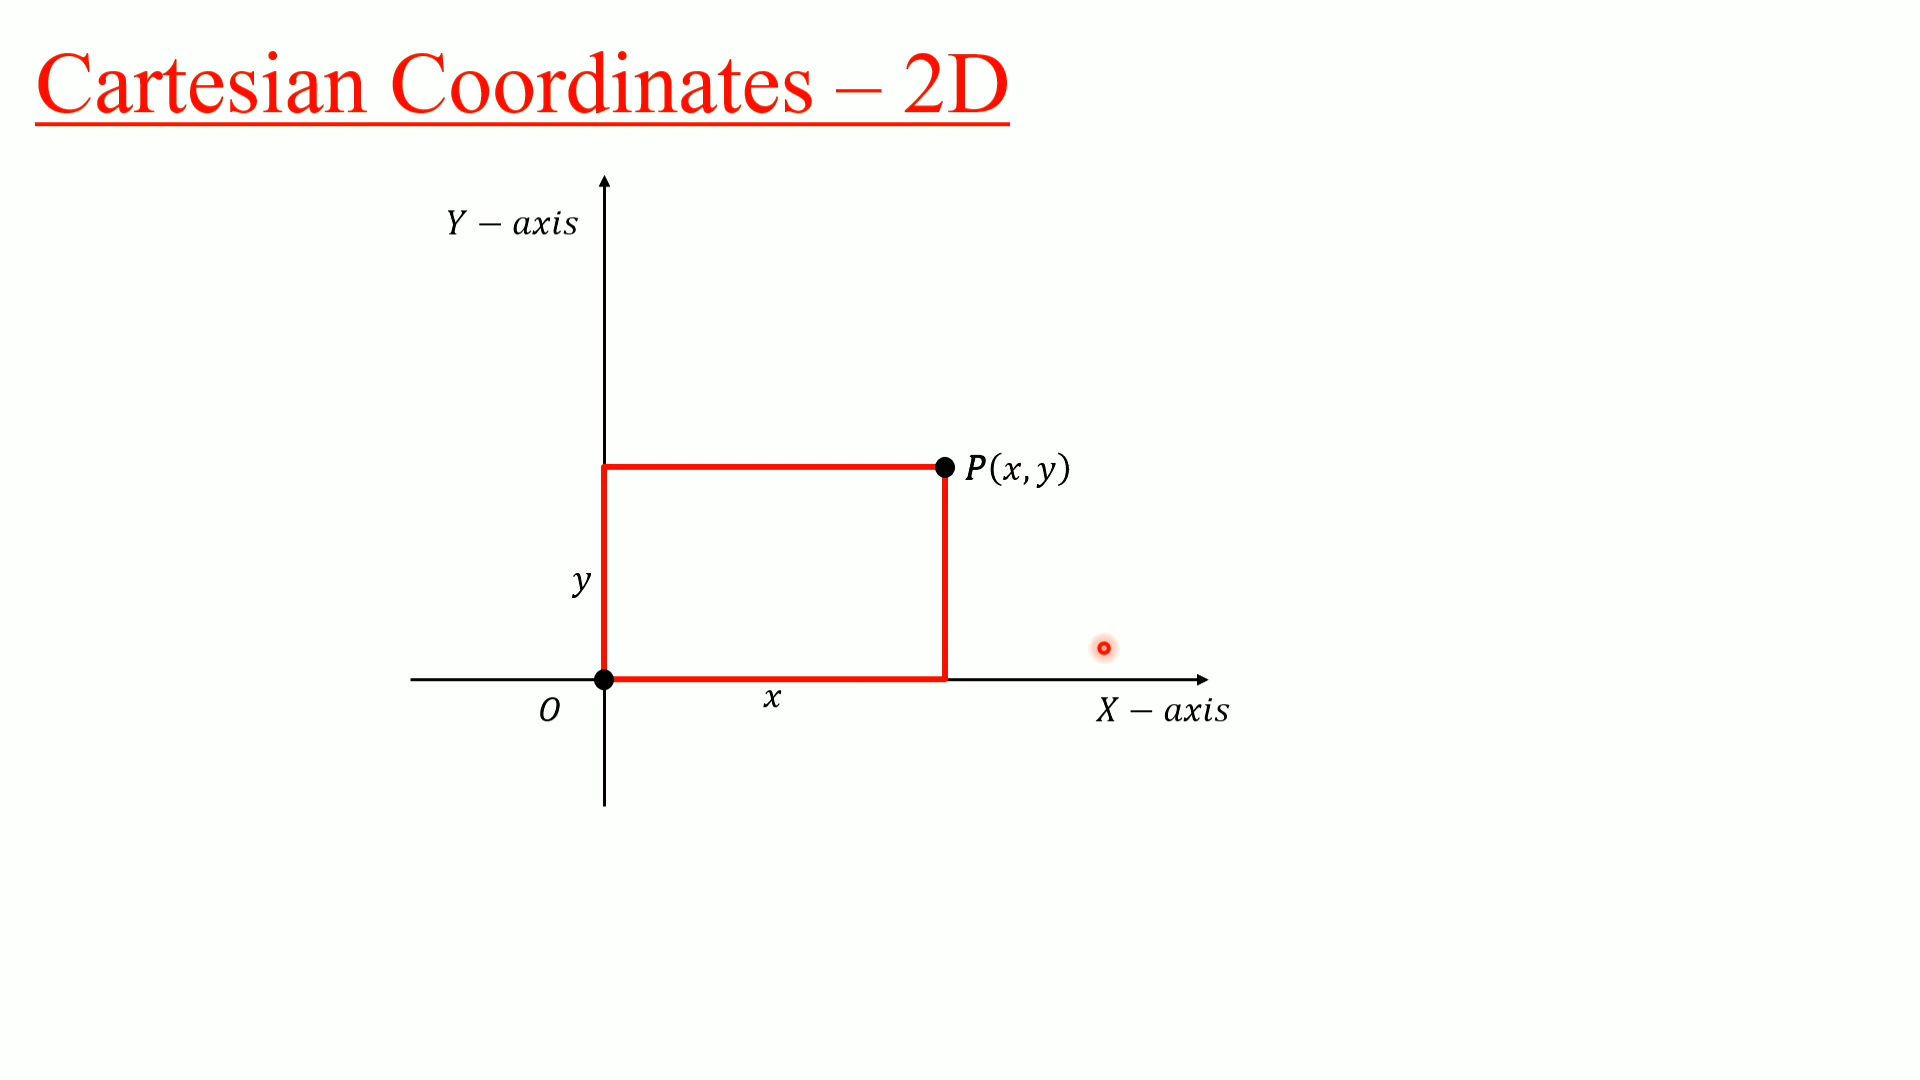 Cartesian Coordinates – 2D
Y – axis
P(x, y)
y
O
x
X – axis